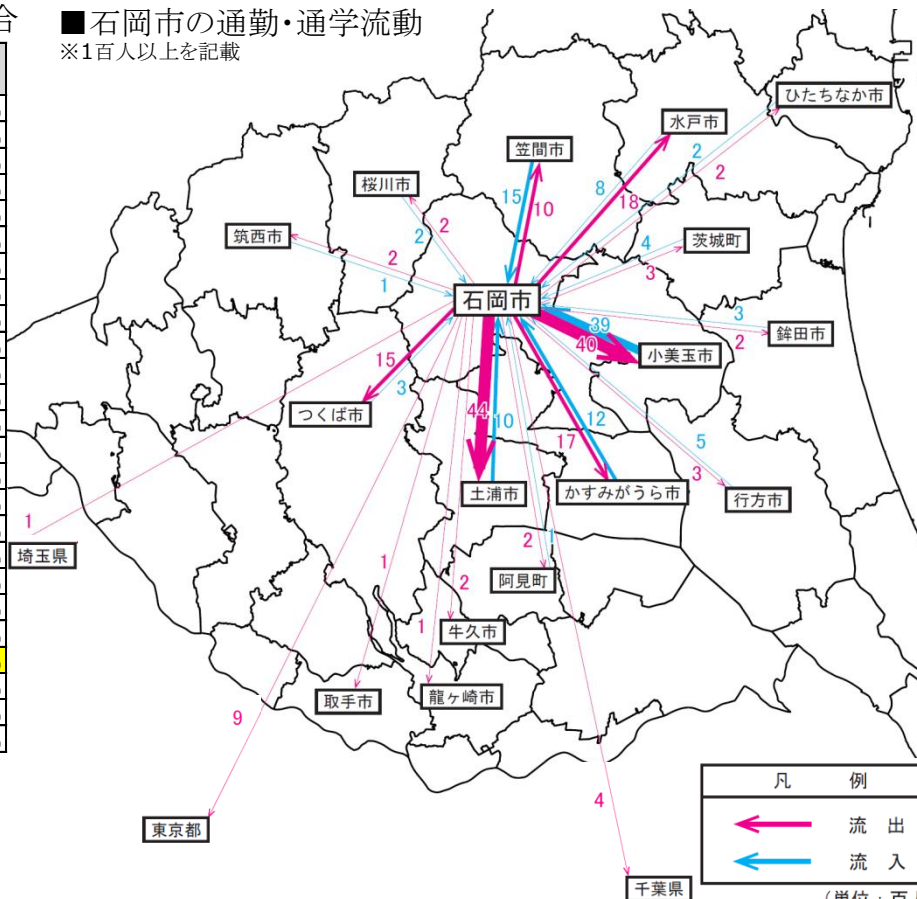 合
■石岡市の通勤・通学流動
※1百人以上を記載
ひたちなか市
水戸市
笠間市
桜川市
筑西市
茨城町
石岡市
鉾田市
小美玉市
つくば市
土浦市
かすみがうら市
行方市
埼玉県
阿見町
牛久市
取手市
龍ヶ崎市
東京都
千葉県
15
10
8
18
2
2
2
2
2
1
4
3
3
2
39
40
15
3
44
10
12
17
5
3
1
2
1
1
2
1
9
4
凡 例
流 出
流 入